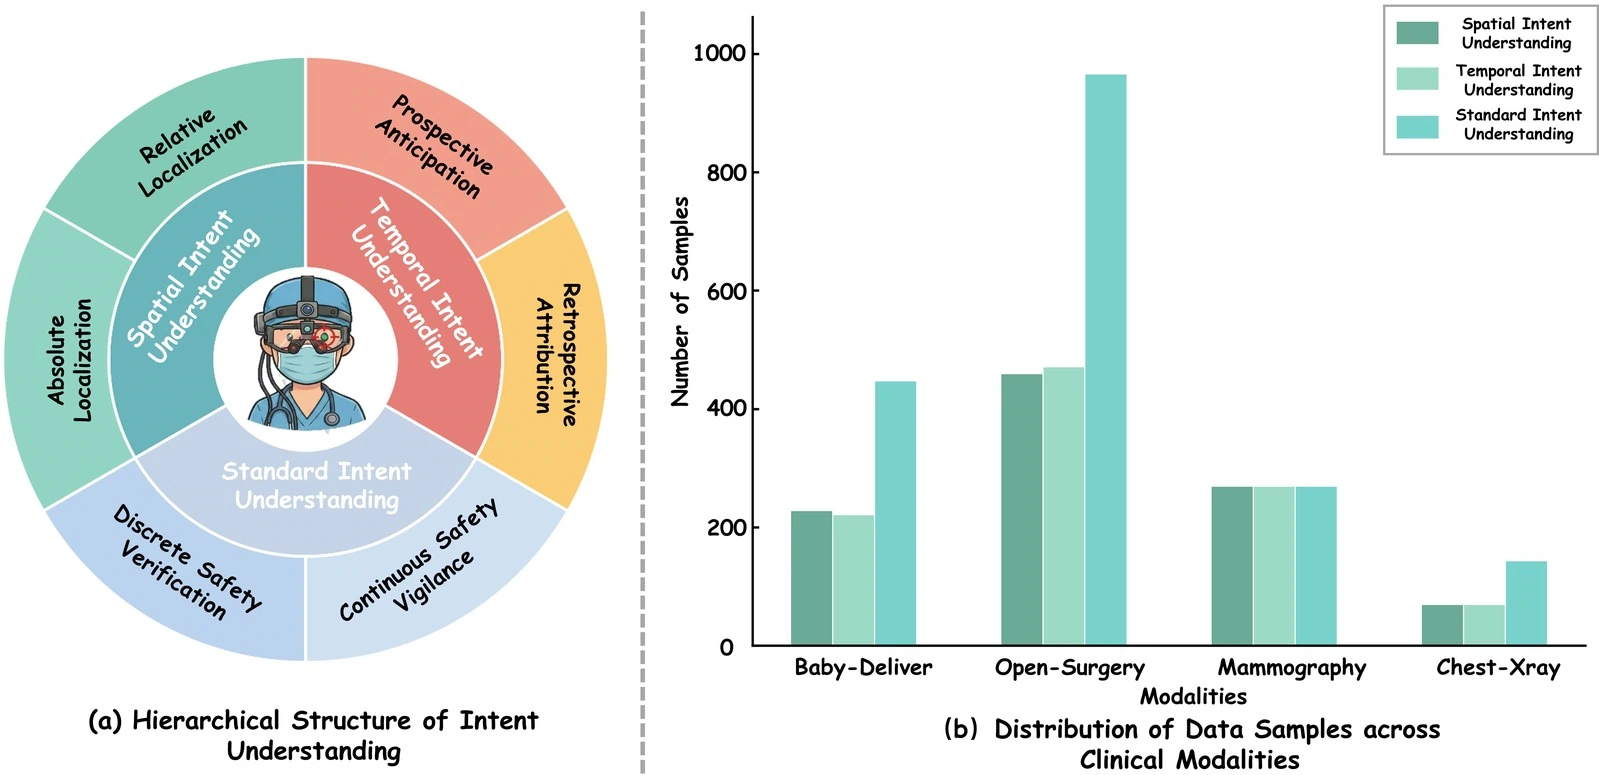 Relative
Localization
Prospective
Anticipation
Absolute
Localization
Spatial Intent
Understanding
Temporal Intent
Understanding
Retrospective
Attribution
Standard Intent
Understanding
Discrete Safety
Verification
Continuous Safety
Vigilance
(a) Hierarchical Structure of Intent
Understanding
Spatial Intent
Understanding
Temporal Intent
Understanding
Standard Intent
Understanding
Number of Samples
1000
800
600
400
200
0
Baby-Deliver
Open-Surgery
Mammography
Chest-Xray
Modalities
(b) Distribution of Data Samples across
Clinical Modalities